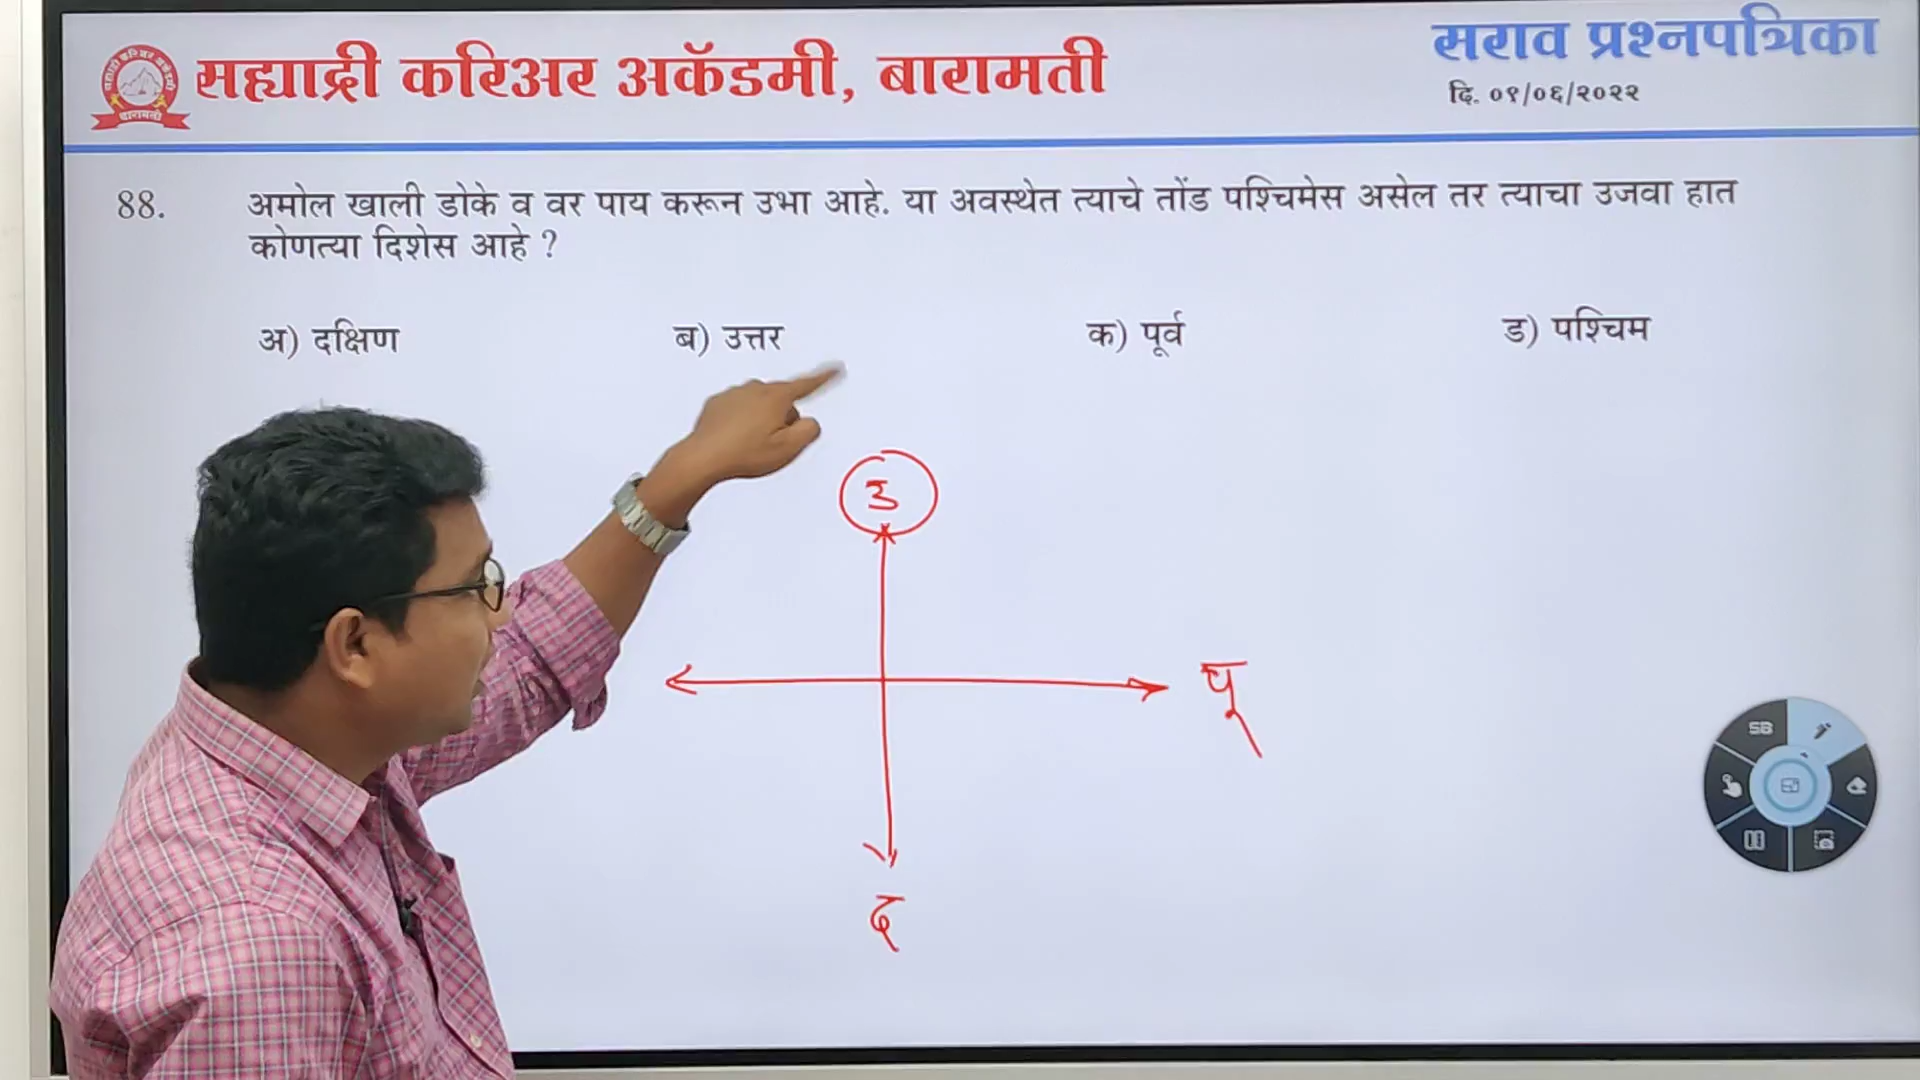 सह्याद्री करिअर अकॅडमी, बारामती
सराव प्रश्नपत्रिका
दि. ०९/०६/२०२२
88. अमोल खाली डोके व वर पाय करून उभा आहे. या अवस्थेत त्याचे तोंड पश्चिमेस असेल तर त्याचा उजवा हात
कोणत्या दिशेस आहे ?
अ) दक्षिण ब) उत्तर क) पूर्व ड) पश्चिम
उ
पू
द
SB